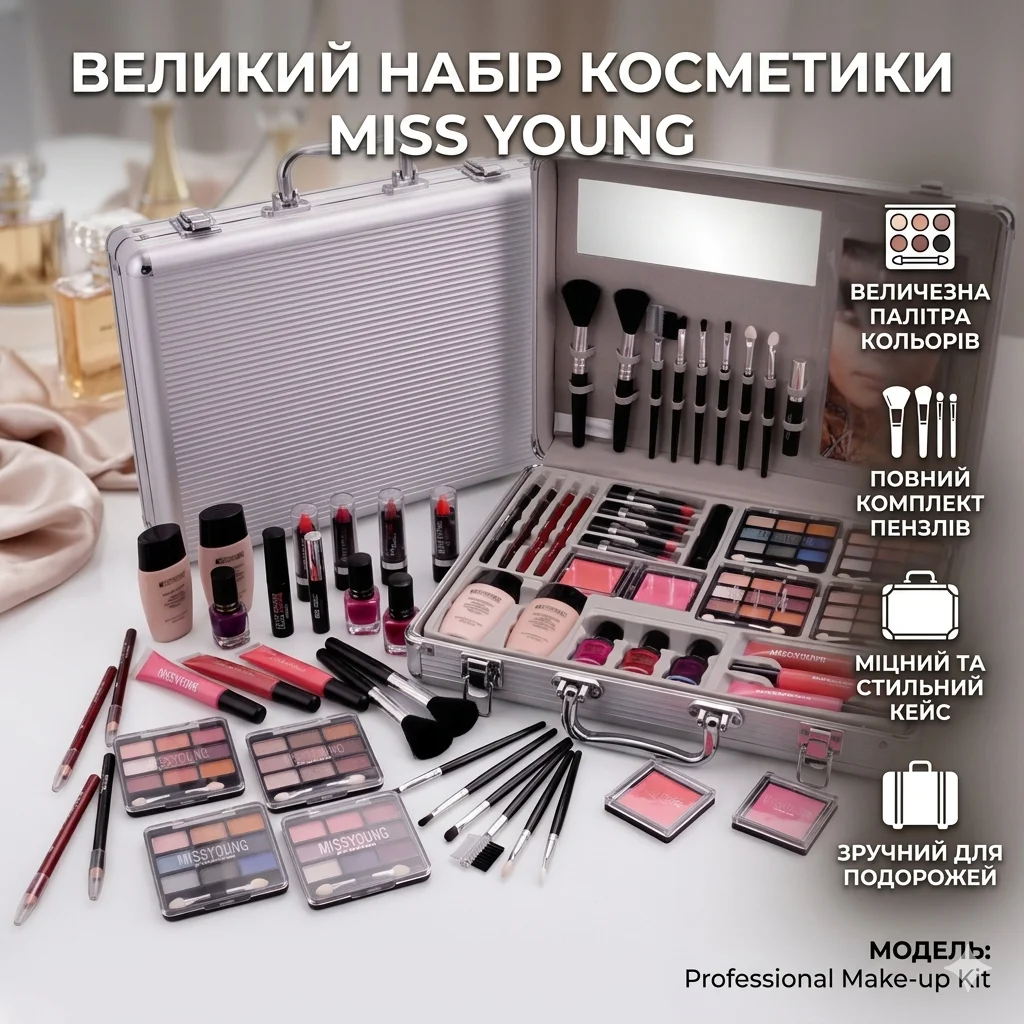 ВЕЛИКИЙ НАБІР КОСМЕТИКИ
MISS YOUNG
ВЕЛИЧЕЗНА
ПАЛІТРА
КОЛЬОРІВ
ПОВНИЙ
КОМПЛЕКТ
ПЕНЗЛІВ
МІЦНИЙ ТА
СТИЛЬНИЙ
КЕЙС
ЗРУЧНИЙ ДЛЯ
ПОДОРОЖЕЙ
MISSYOUNG
MISSYOUNG
МОДЕЛЬ:
Professional Make-up Kit